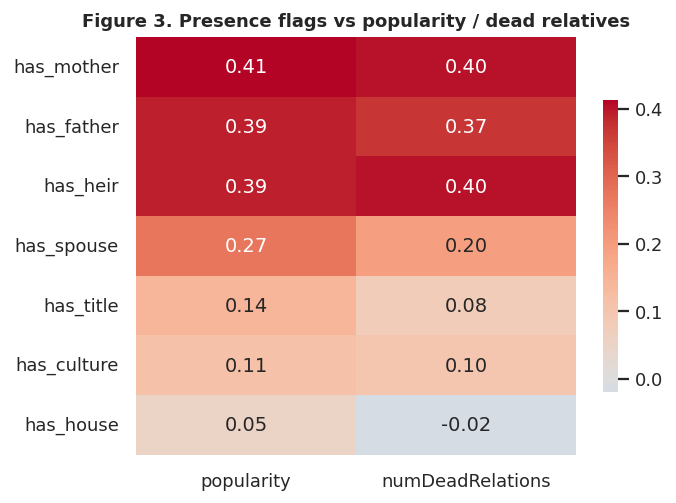 Figure 3. Presence flags vs popularity / dead relatives
has_mother 0.41 0.40
has_father 0.39 0.37
has_heir 0.39 0.40
has_spouse 0.27 0.20
has_title 0.14 0.08
has_culture 0.11 0.10
has_house 0.05 -0.02
popularity numDeadRelations
0.4
0.3
0.2
0.1
0.0